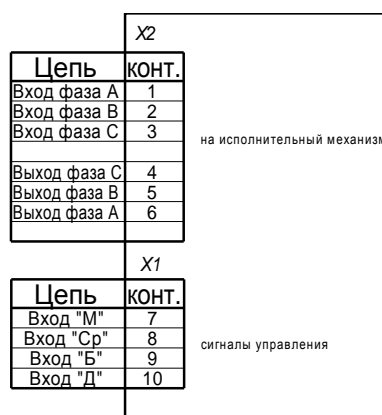 X2
Цепь конт.
Вход фаза А 1
Вход фаза В 2
Вход фаза С 3
на исполнительный механизм
Выход фаза С 4
Выход фаза В 5
Выход фаза А 6
X1
Цепь конт.
Вход "М" 7
Вход "Ср" 8
сигналы управления
Вход "Б" 9
Вход "Д" 10